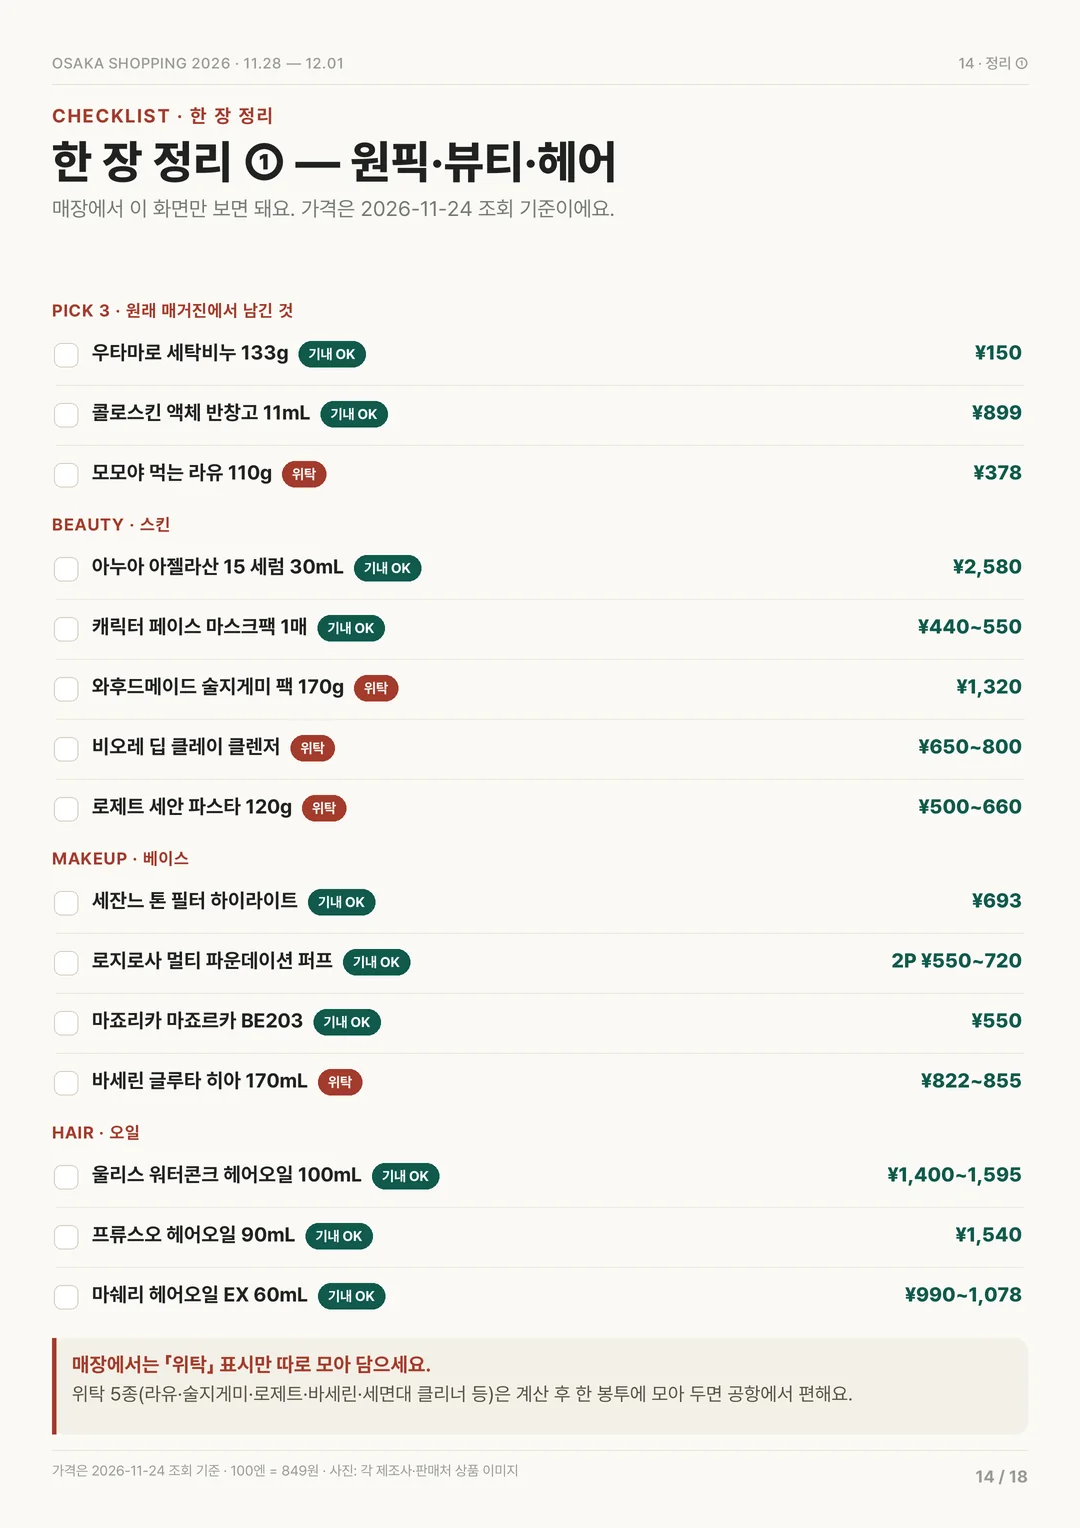 OSAKA SHOPPING 2026 · 11.28 — 12.01
14 · 정리 ①
CHECKLIST · 한 장 정리
한 장 정리 ① — 원픽·뷰티·헤어
매장에서 이 화면만 보면 돼요. 가격은 2026-11-24 조회 기준이에요.
PICK 3 · 원래 매거진에서 남긴 것
우타마로 세탁비누 133g 기내 OK ¥150
콜로스킨 액체 반창고 11mL 기내 OK ¥899
모모야 먹는 라유 110g 위탁 ¥378
BEAUTY · 스킨
아누아 아젤라산 15 세럼 30mL 기내 OK ¥2,580
캐릭터 페이스 마스크팩 1매 기내 OK ¥440~550
와후드메이드 술지게미 팩 170g 위탁 ¥1,320
비오레 딥 클레이 클렌저 위탁 ¥650~800
로제트 세안 파스타 120g 위탁 ¥500~660
MAKEUP · 베이스
세잔느 톤 필터 하이라이트 기내 OK ¥693
로지로사 멀티 파운데이션 퍼프 기내 OK 2P ¥550~720
마죠리카 마죠르카 BE203 기내 OK ¥550
바세린 글루타 히아 170mL 위탁 ¥822~855
HAIR · 오일
울리스 워터콘크 헤어오일 100mL 기내 OK ¥1,400~1,595
프류스오 헤어오일 90mL 기내 OK ¥1,540
마쉐리 헤어오일 EX 60mL 기내 OK ¥990~1,078
매장에서는 「위탁」 표시만 따로 모아 담으세요.
위탁 5종(라유·술지게미·로제트·바세린·세면대 클리너 등)은 계산 후 한 봉투에 모아 두면 공항에서 편해요.
가격은 2026-11-24 조회 기준 · 100엔 = 849원 · 사진: 각 제조사·판매처 상품 이미지
14 / 18